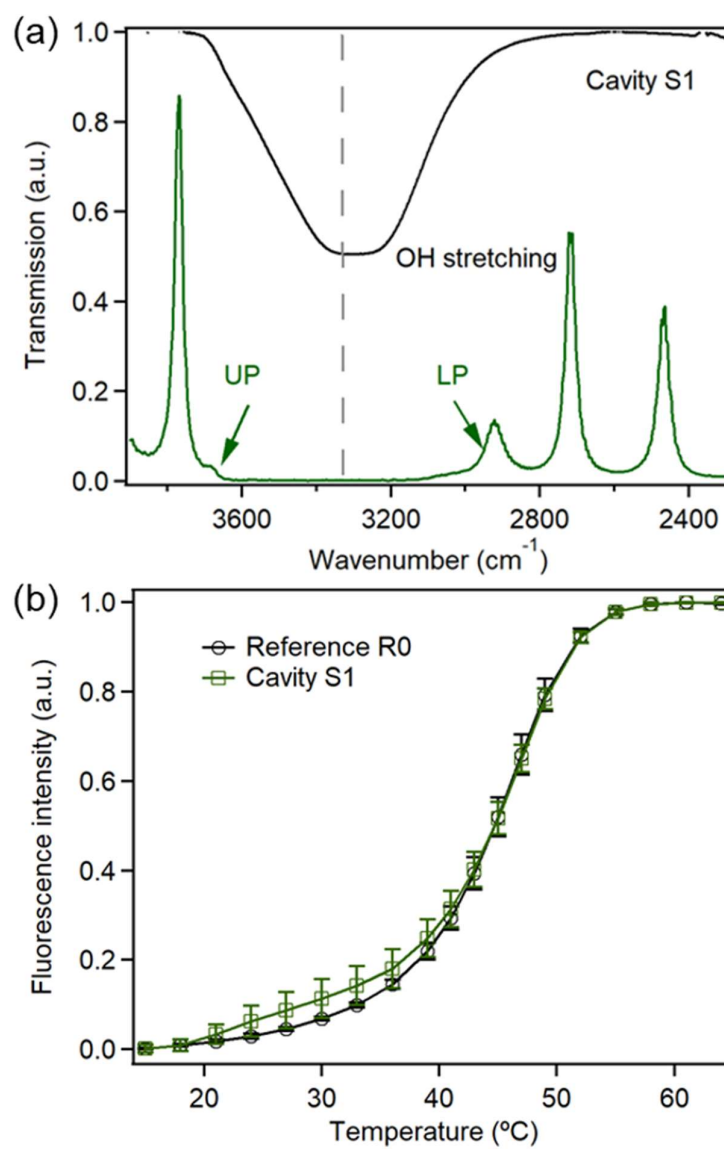 (a)
1.0
0.8
0.6
0.4
0.2
0.0
Transmission (a.u.)
Cavity S1
OH stretching
UP
LP
3600
3200
2800
2400
Wavenumber (cm⁻¹)
(b)
1.0
0.8
0.6
0.4
0.2
0.0
Fluorescence intensity (a.u.)
Reference R0
Cavity S1
20
30
40
50
60
Temperature (ºC)